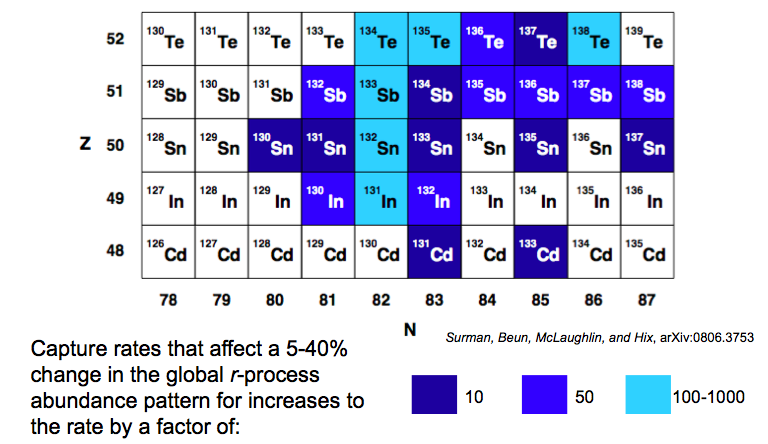 52 130Te 131Te 132Te 133Te 134Te 135Te 136Te 137Te 138Te 139Te
51 129Sb 130Sb 131Sb 132Sb 133Sb 134Sb 135Sb 136Sb 137Sb 138Sb
Z 50 128Sn 129Sn 130Sn 131Sn 132Sn 133Sn 134Sn 135Sn 136Sn 137Sn
49 127In 128In 129In 130In 131In 132In 133In 134In 135In 136In
48 126Cd 127Cd 128Cd 129Cd 130Cd 131Cd 132Cd 133Cd 134Cd 135Cd
78 79 80 81 82 83 84 85 86 87
N
Surman, Beun, McLaughlin, and Hix, arXiv:0806.3753
Capture rates that affect a 5-40%
change in the global r-process
abundance pattern for increases to
the rate by a factor of:
10 50 100-1000